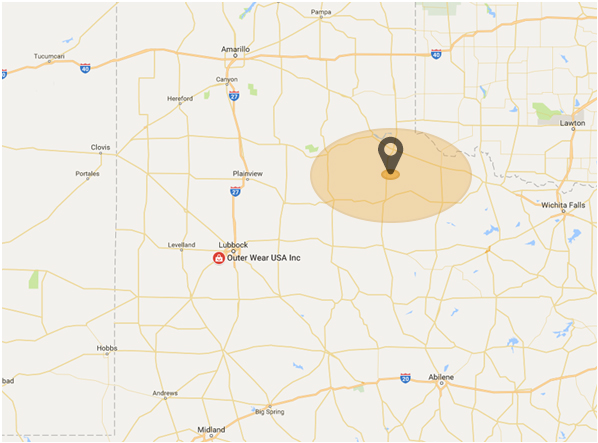 Pampa
Tucumcari
Amarillo
40
40
40
Canyon
Hereford
27
Lawton
Clovis
Portales
Plainview
27
Wichita Falls
Levelland
Lubbock
Outer Wear USA Inc
Hobbs
bad
20
Abilene
Andrews
Big Spring
Midland